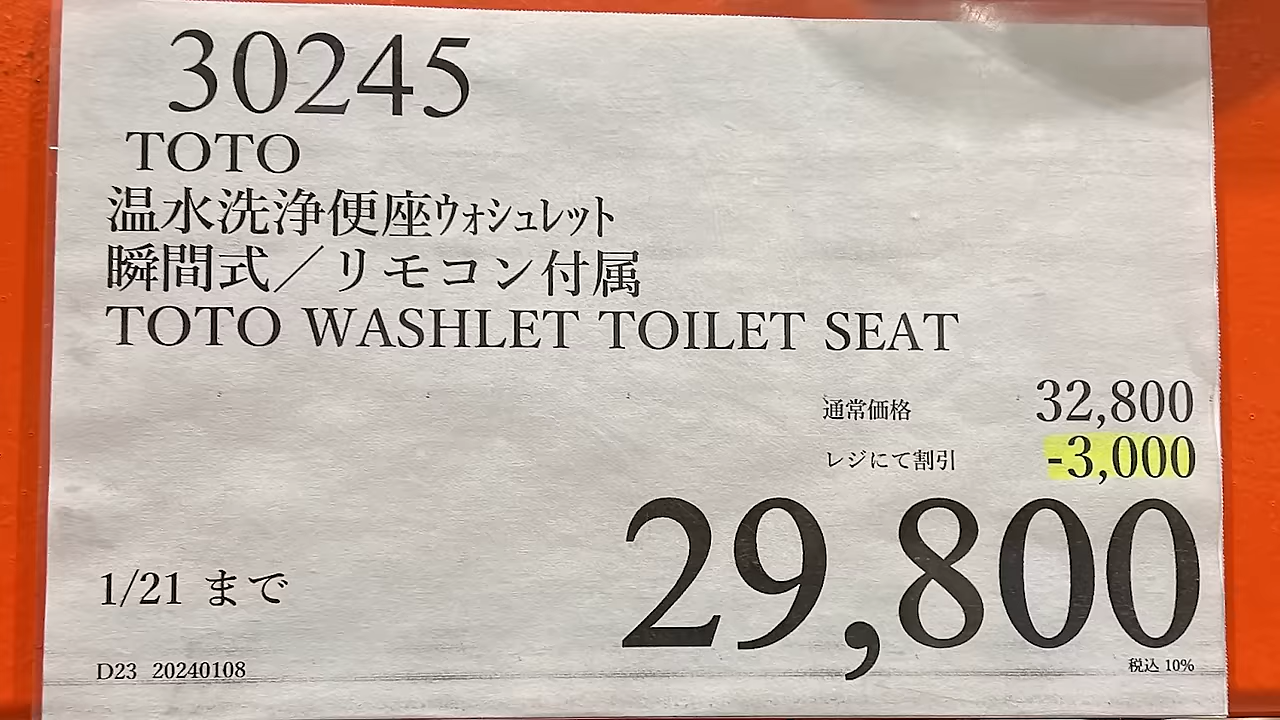 30245
TOTO
温水洗浄便座ウォシュレット
瞬間式／リモコン付属
TOTO WASHLET TOILET SEAT
通常価格 32,800
レジにて割引 -3,000
29,800
1/21 まで
D23 20240108
税込 10%